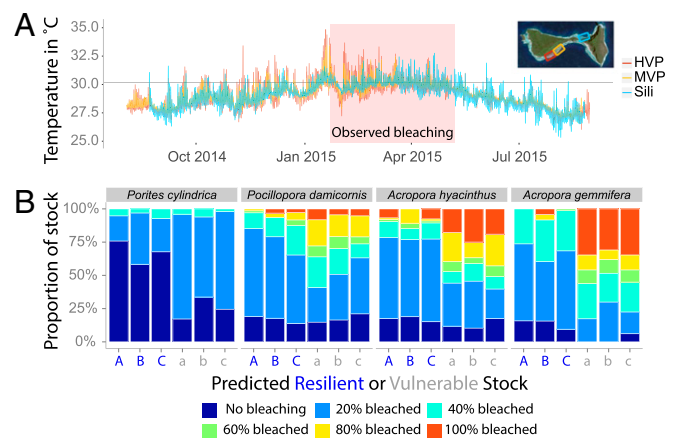 A
Temperature in ˚C
35.0
32.5
30.0
27.5
25.0
Observed bleaching
Oct 2014
Jan 2015
Apr 2015
Jul 2015
HVP
MVP
Sili
B
Porites cylindrica
Pocillopora damicornis
Acropora hyacinthus
Acropora gemmifera
Proportion of stock
100%
75%
50%
25%
0%
A B C a b c
A B C a b c
A B C a b c
A B C a b c
Predicted Resilient or Vulnerable Stock
No bleaching
20% bleached
40% bleached
60% bleached
80% bleached
100% bleached